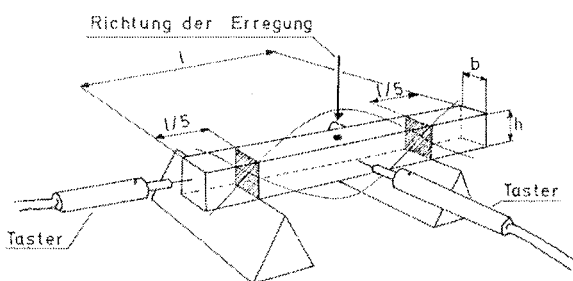 Richtung der Erregung
l
b
l/5
l/5
h
Taster
Taster